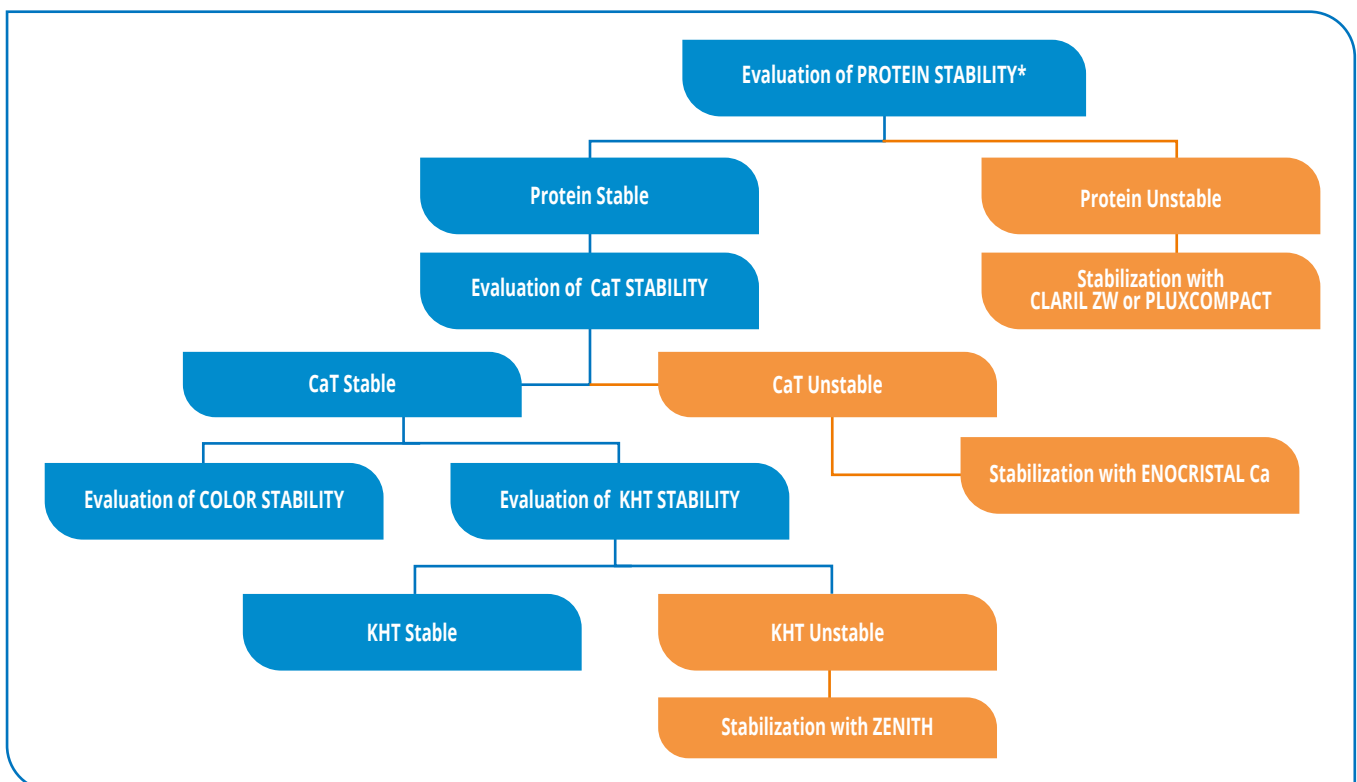 Evaluation of PROTEIN STABILITY*
Protein Stable
Protein Unstable
Evaluation of CaT STABILITY
Stabilization with
CLARIL ZW or PLUXCOMPACT
CaT Stable
CaT Unstable
Evaluation of COLOR STABILITY
Evaluation of KHT STABILITY
Stabilization with ENOCRISTAL Ca
KHT Stable
KHT Unstable
Stabilization with ZENITH